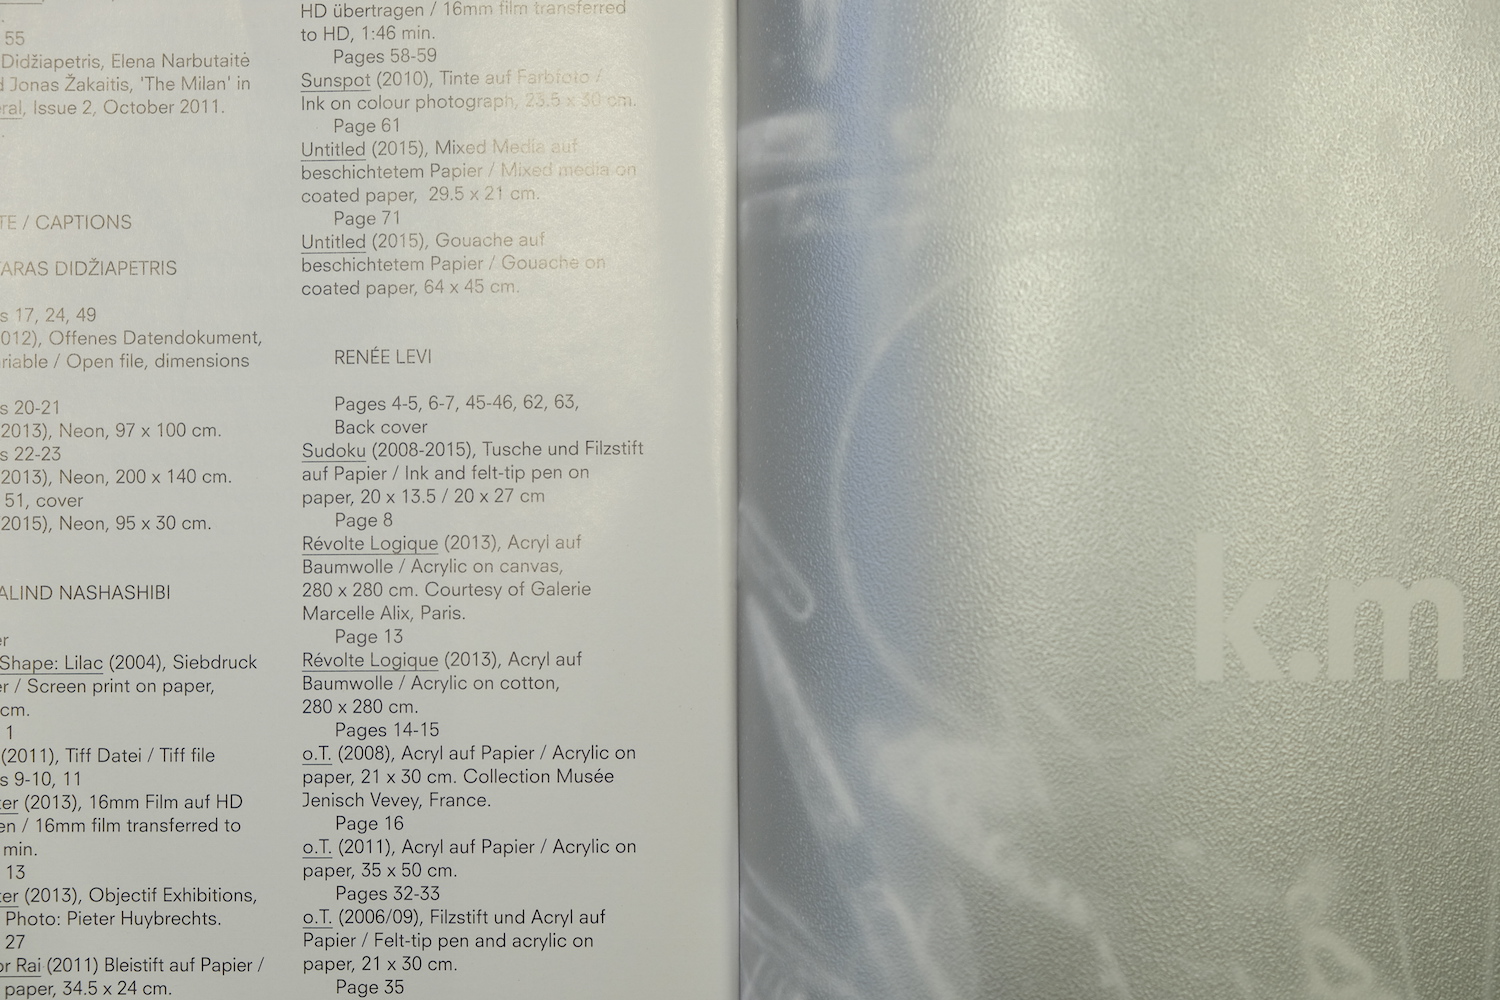 55
Didžiapetris, Elena Narbutaitė
Jonas Žakaitis, 'The Milan' in
Issue 2, October 2011.
/ CAPTIONS
DIDŽIAPETRIS
17, 24, 49
Offenes Datendokument,
/ Open file, dimensions
20-21
2013), Neon, 97 x 100 cm.
22-23
2013), Neon, 200 x 140 cm.
51, cover
2015), Neon, 95 x 30 cm.
NASHASHIBI
Shape: Lilac (2004), Siebdruck
/ Screen print on paper,
cm.
1
(2011), Tiff Datei / Tiff file
9-10, 11
(2013), 16mm Film auf HD
/ 16mm film transferred to
min.
13
(2013), Objectif Exhibitions,
Photo: Pieter Huybrechts.
27
Rai (2011) Bleistift auf Papier /
paper, 34.5 x 24 cm.
HD übertragen / 16mm film transferred
to HD, 1:46 min.
Pages 58-59
Sunspot (2010), Tinte auf Farbfoto /
Ink on colour photograph, 23.5 x 30 cm.
Page 61
Untitled (2015), Mixed Media auf
beschichtetem Papier / Mixed media on
coated paper, 29.5 x 21 cm.
Page 71
Untitled (2015), Gouache auf
beschichtetem Papier / Gouache on
coated paper, 64 x 45 cm.
RENÉE LEVI
Pages 4-5, 6-7, 45-46, 62, 63,
Back cover
Sudoku (2008-2015), Tusche und Filzstift
auf Papier / Ink and felt-tip pen on
paper, 20 x 13.5 / 20 x 27 cm
Page 8
Révolte Logique (2013), Acryl auf
Baumwolle / Acrylic on canvas,
280 x 280 cm. Courtesy of Galerie
Marcelle Alix, Paris.
Page 13
Révolte Logique (2013), Acryl auf
Baumwolle / Acrylic on cotton,
280 x 280 cm.
Pages 14-15
o.T. (2008), Acryl auf Papier / Acrylic on
paper, 21 x 30 cm. Collection Musée
Jenisch Vevey, France.
Page 16
o.T. (2011), Acryl auf Papier / Acrylic on
paper, 35 x 50 cm.
Pages 32-33
o.T. (2006/09), Filzstift und Acryl auf
Papier / Felt-tip pen and acrylic on
paper, 21 x 30 cm.
Page 35
k.m